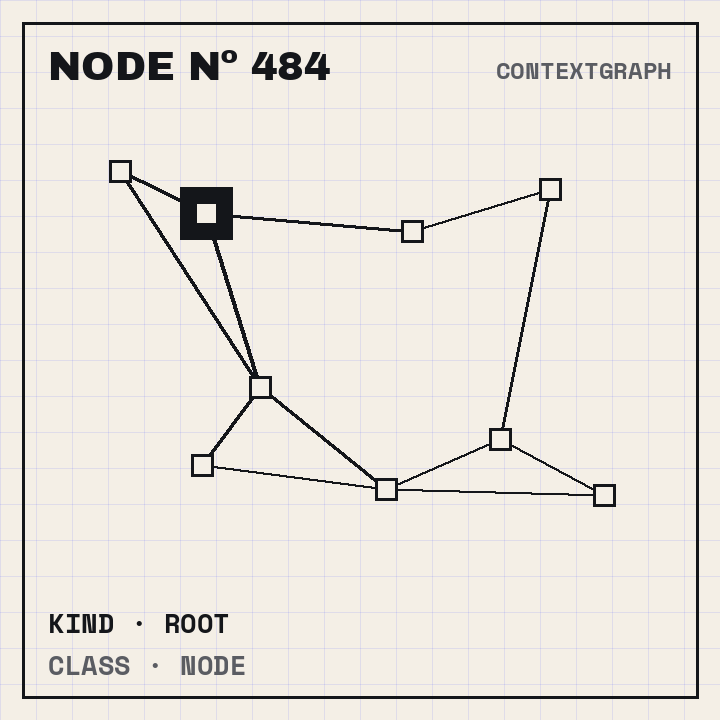 NODE Nº 484
CONTEXTGRAPH
KIND · ROOT
CLASS · NODE